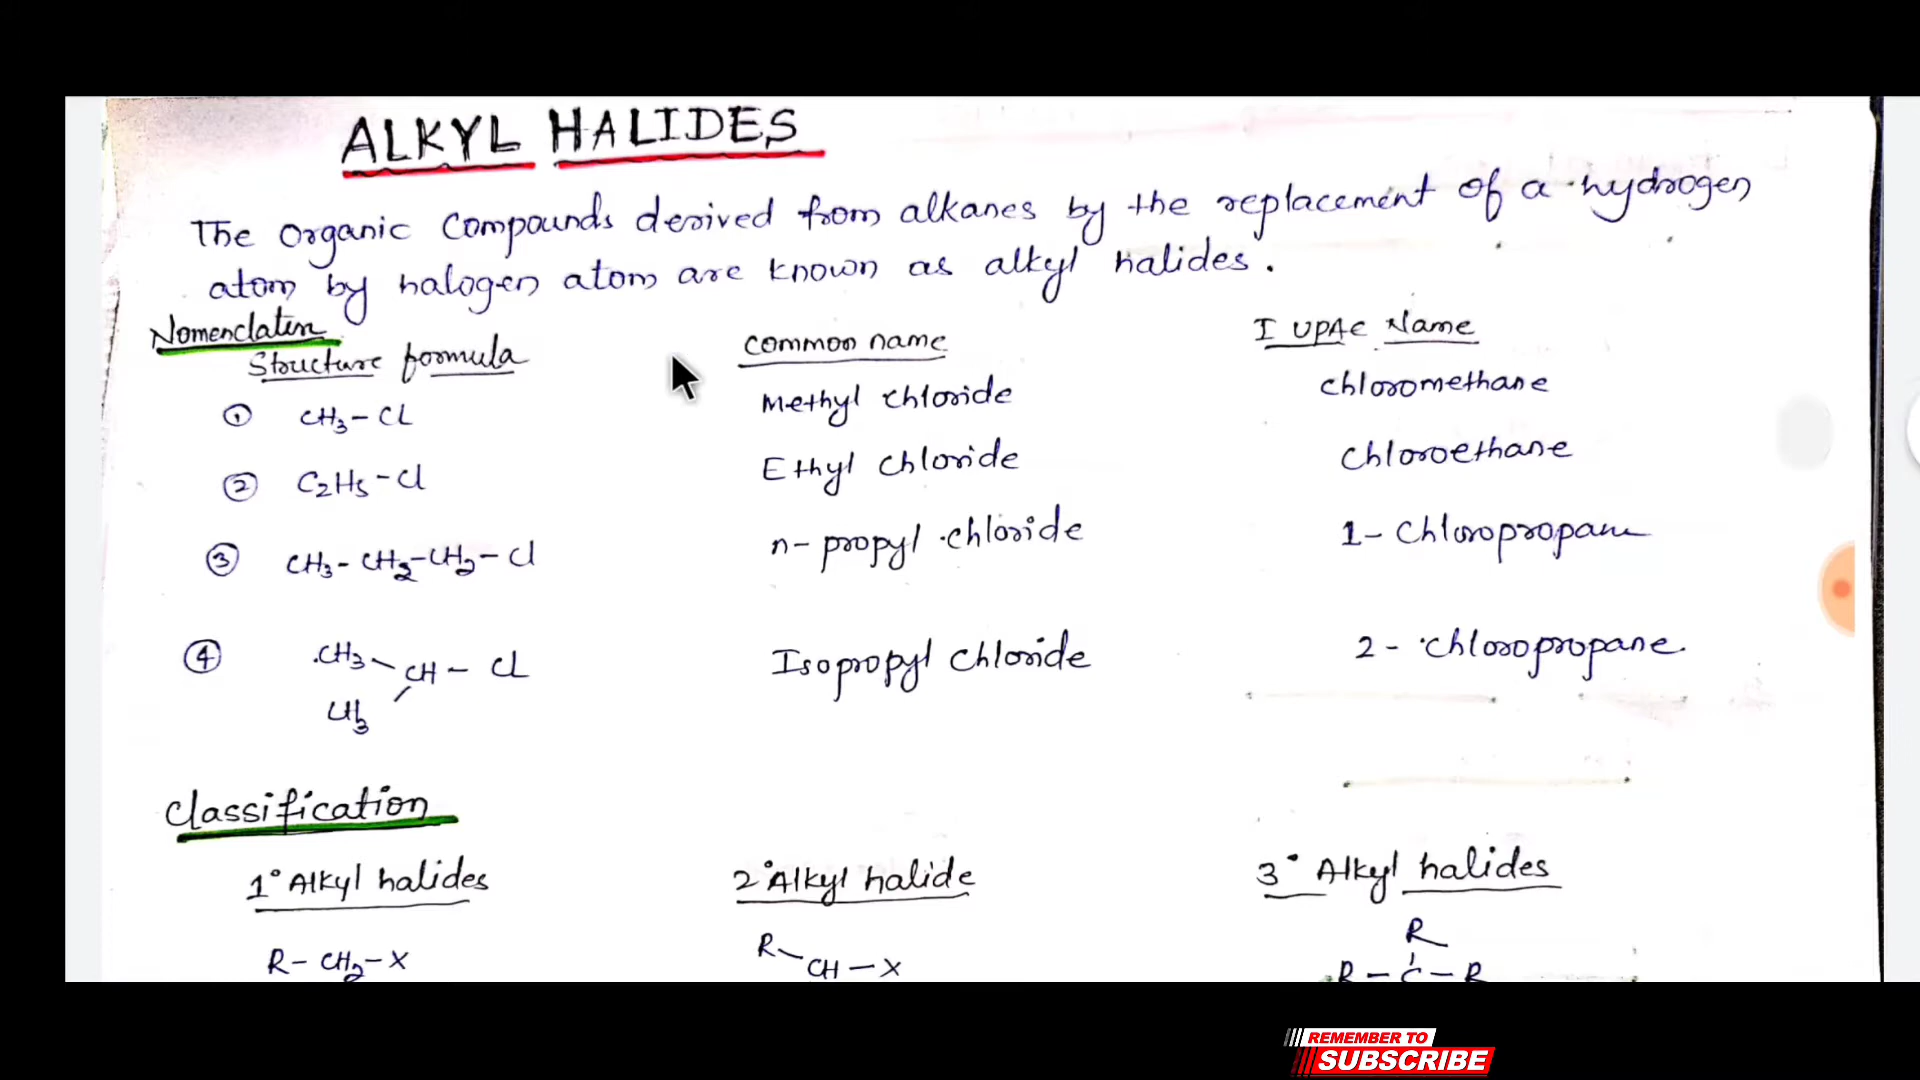 ALKYL HALIDES
The organic compounds derived from alkanes by the replacement of a hydrogen
atom by halogen atom are known as alkyl halides.
Nomenclature
Structure formula common name IUPAC Name
① CH3-Cl Methyl chloride chloromethane
② C2H5-Cl Ethyl chloride chloroethane
③ CH3-CH2-CH2-Cl n-propyl chloride 1-Chloropropane
④ CH3 CH-Cl Isopropyl chloride 2-chloropropane
CH3
Classification
1° Alkyl halides 2° Alkyl halide 3° Alkyl halides
R-CH2-X R CH-X R
R-C-R
REMEMBER TO
SUBSCRIBE